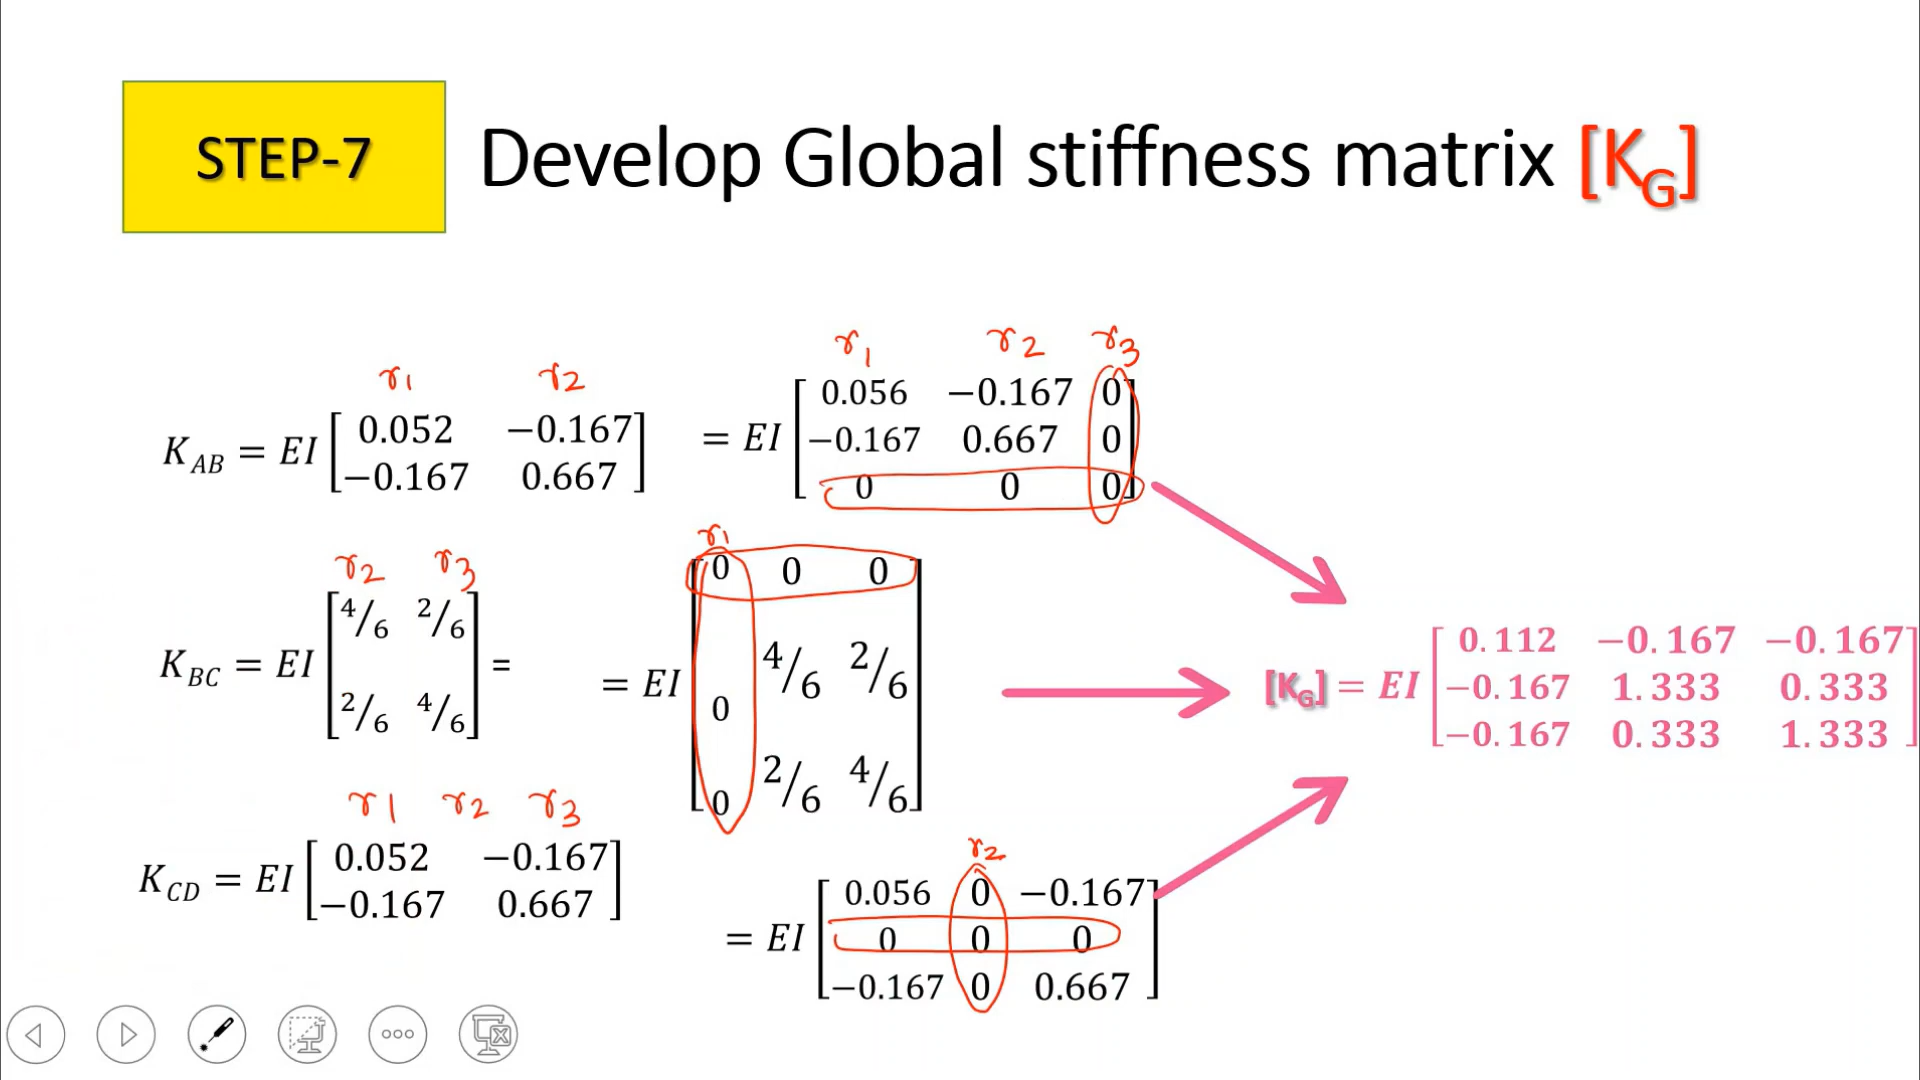 STEP-7
Develop Global stiffness matrix [K_G]
r1 r2
K_AB = EI [0.052 −0.167
−0.167 0.667]
r1 r2 r3
= EI [0.056 −0.167 0
−0.167 0.667 0
0 0 0]
r2 r3
K_BC = EI [4/6 2/6
2/6 4/6] =
r1
= EI [0 0 0
0 4/6 2/6
0 2/6 4/6]
[K_G] = EI [0.112 −0.167 −0.167
−0.167 1.333 0.333
−0.167 0.333 1.333]
r1 r2 r3
K_CD = EI [0.052 −0.167
−0.167 0.667]
r2
= EI [0.056 0 −0.167
0 0 0
−0.167 0 0.667]